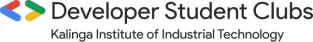 Developer Student Clubs
Kalinga Institute of Industrial Technology